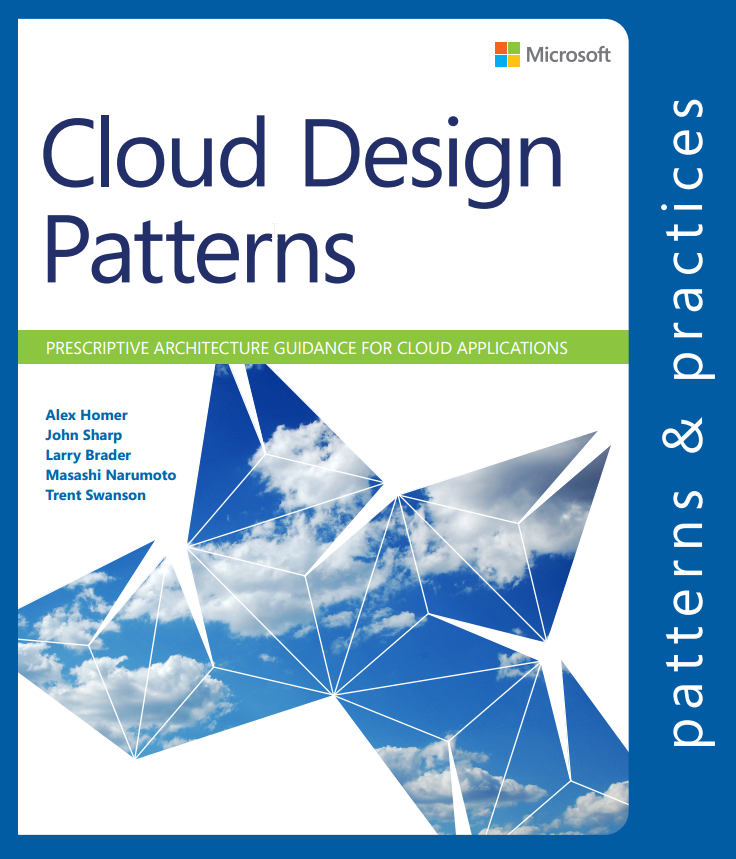 Microsoft
Cloud Design
Patterns
PRESCRIPTIVE ARCHITECTURE GUIDANCE FOR CLOUD APPLICATIONS
Alex Homer
John Sharp
Larry Brader
Masashi Narumoto
Trent Swanson
patterns & practices